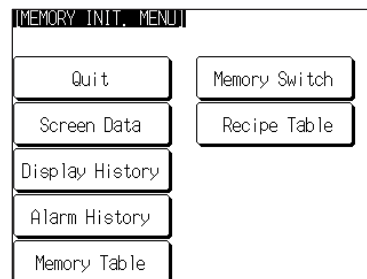 [MEMORY INIT. MENU]
Quit
Memory Switch
Screen Data
Recipe Table
Display History
Alarm History
Memory Table